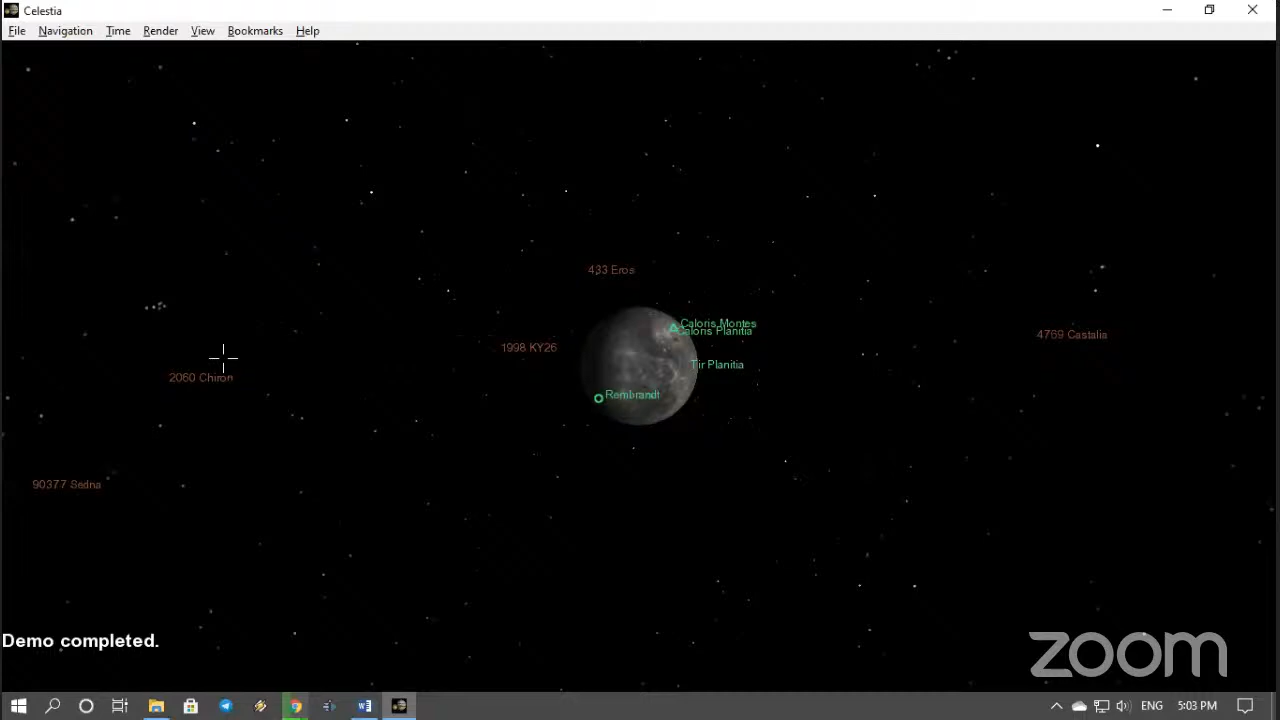 Celestia
File Navigation Time Render View Bookmarks Help
433 Eros
Caloris Montes
Caloris Planitia
4769 Castalia
1998 KY26
Tir Planitia
2060 Chiron
Rembrandt
90377 Sedna
Demo completed.
zoom
ENG 5:03 PM